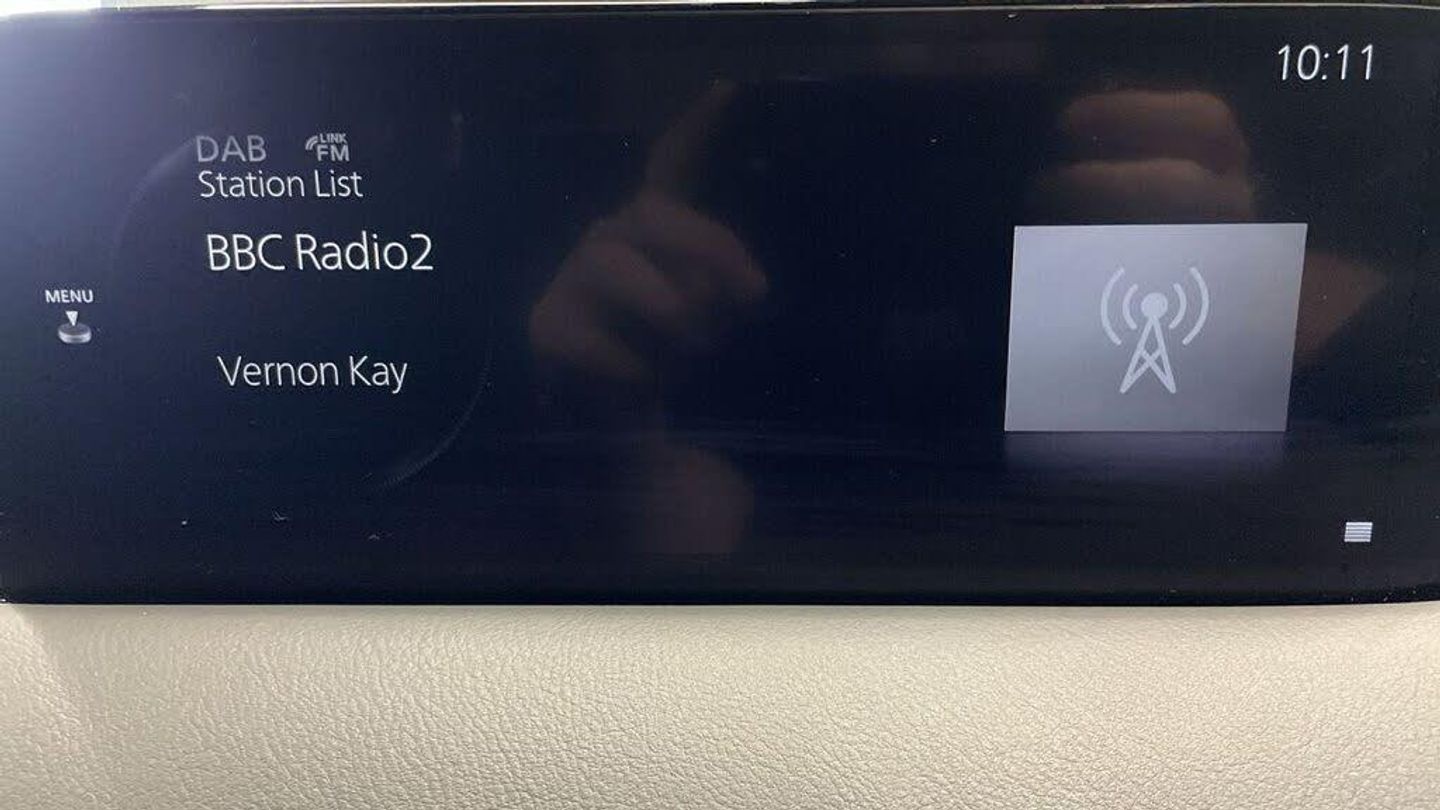 10:11
DAB LINK FM
Station List
BBC Radio2
MENU
Vernon Kay